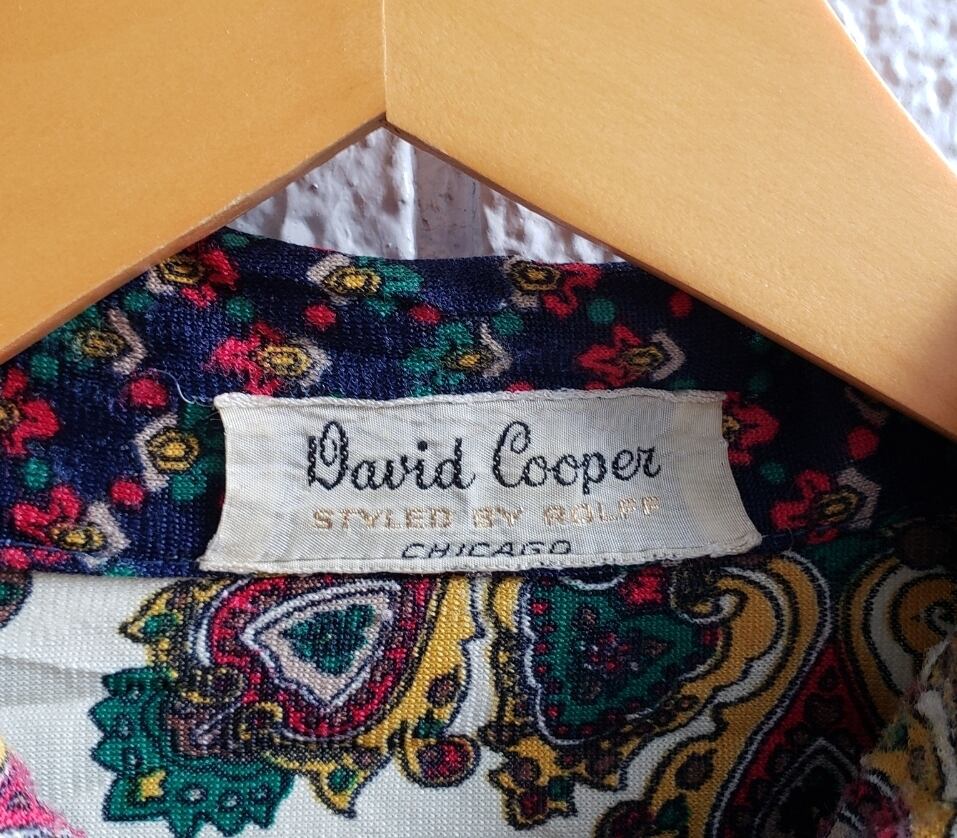 David Cooper
STYLED BY ROLFF
CHICAGO